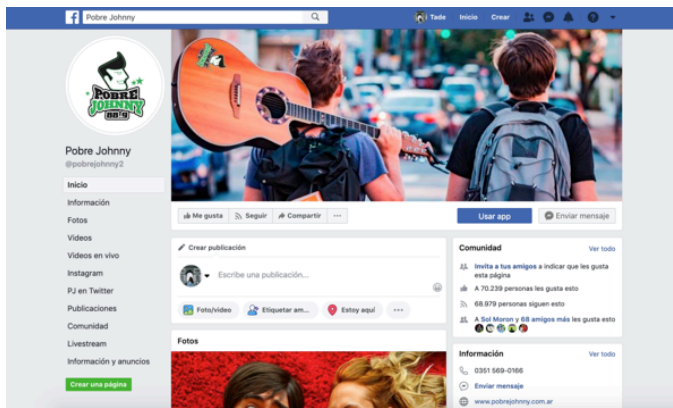 Pobre Johnny
Tade
Inicio
Crear
POBRE
JOHNNY
88.9
Pobre Johnny
@pobrejohnny2
Inicio
Información
Fotos
Videos
Videos en vivo
Instagram
PJ en Twitter
Publicaciones
Comunidad
Livestream
Información y anuncios
Crear una página
Me gusta
Seguir
Compartir
Usar app
Enviar mensaje
Crear publicación
Escribe una publicación...
Foto/video
Etiquetar am...
Estoy aquí
Fotos
Comunidad
Ver todo
Invita a tus amigos a indicar que les gusta
esta página
A 70.239 personas les gusta esto
68.979 personas siguen esto
A Sol Moron y 68 amigos más les gusta esto
Información
Ver todo
0351 569-0166
Enviar mensaje
www.pobrejohnny.com.ar